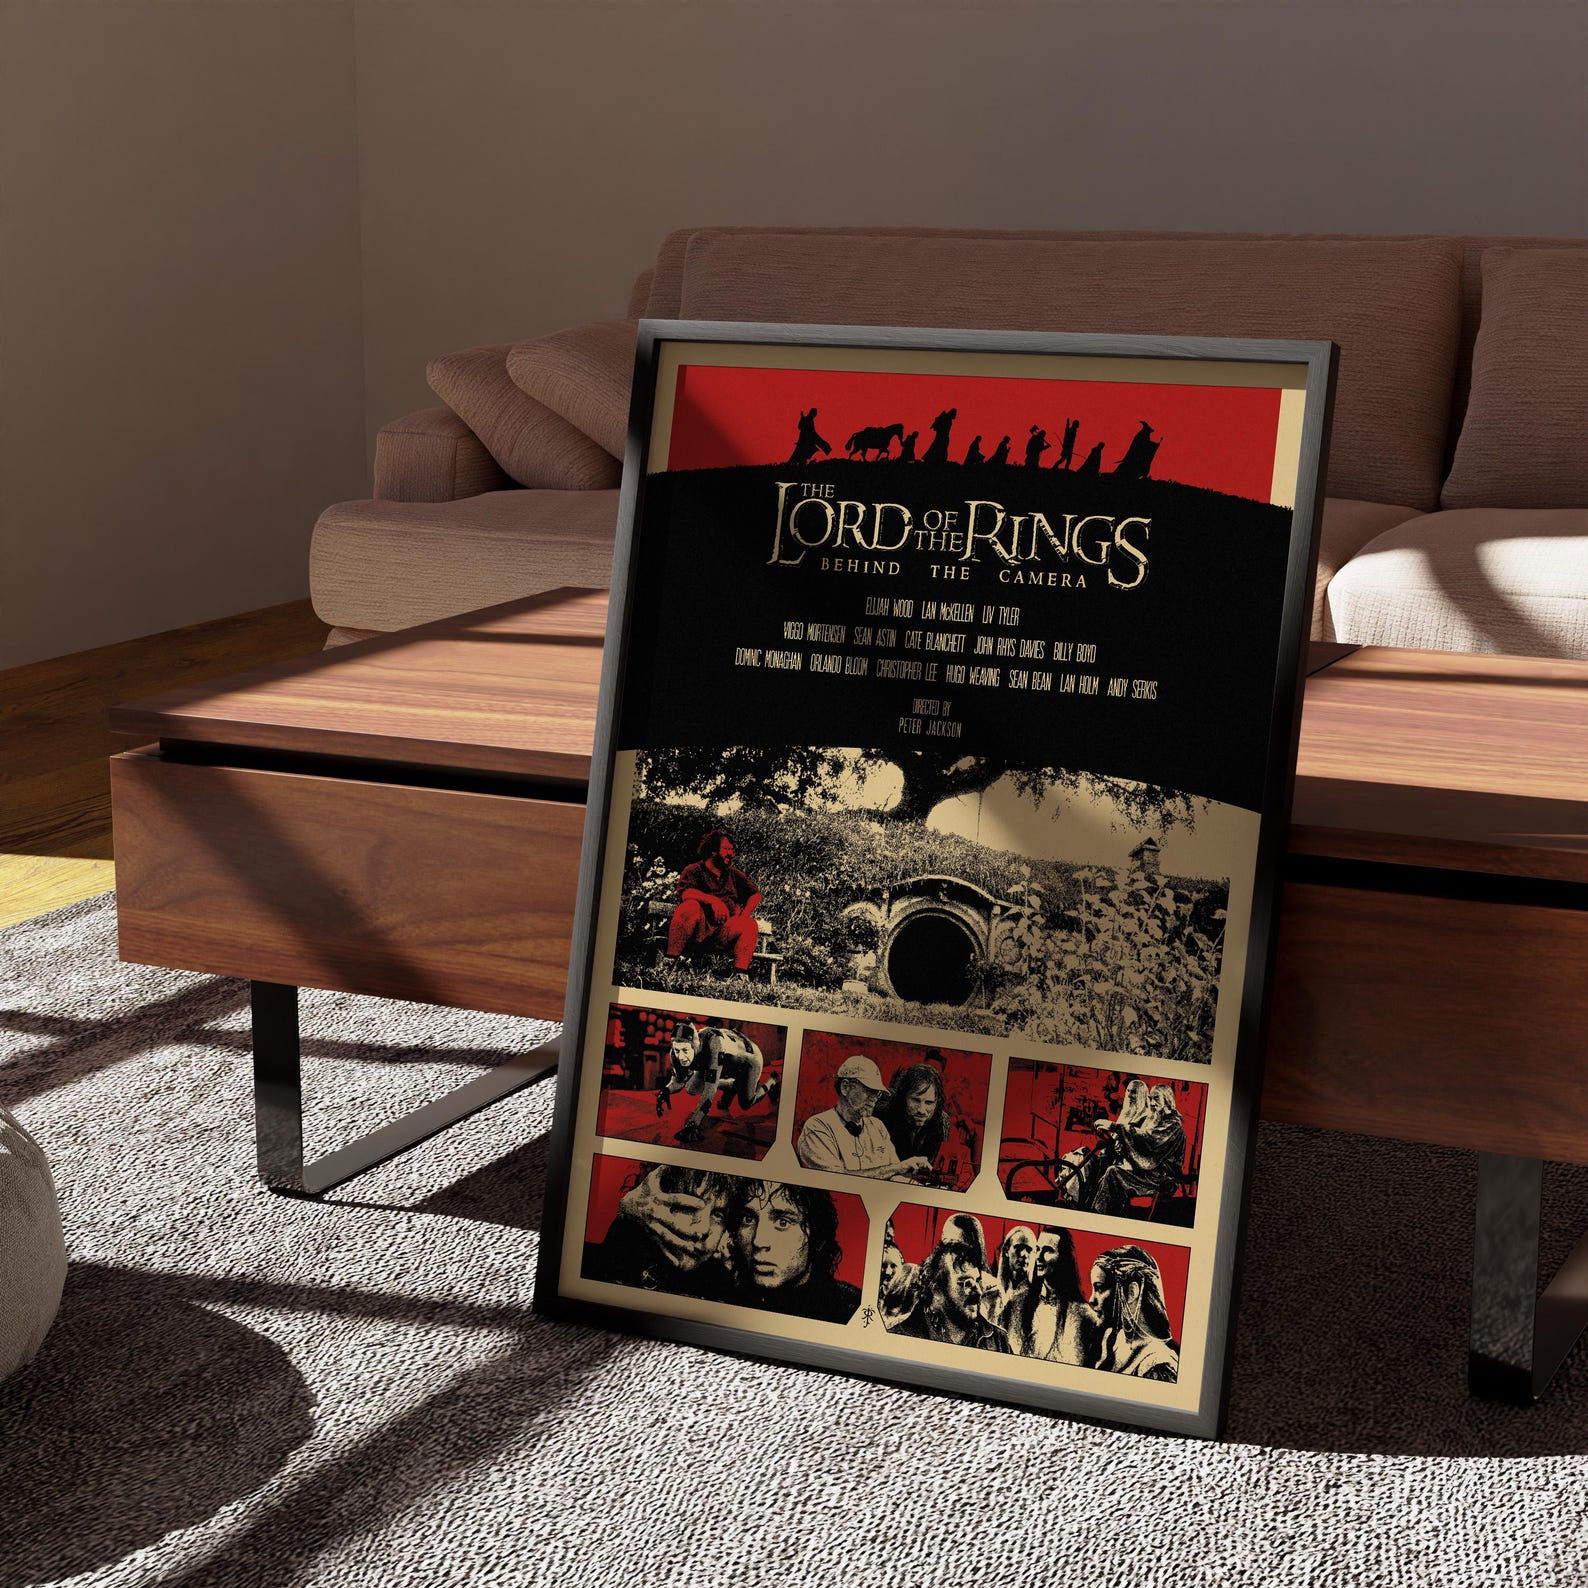 THE
LORD OF THE RINGS
BEHIND THE CAMERA
ELIJAH WOOD LAN McKELLEN LIV TYLER
VIGGO MORTENSEN SEAN ASTIN CATE BLANCHETT JOHN RHYS DAVIES BILLY BOYD
DOMINIC MONAGHAN ORLANDO BLOOM CHRISTOPHER LEE HUGO WEAVING SEAN BEAN LAN HOLM ANDY SERKIS
DIRECTED BY
PETER JACKSON